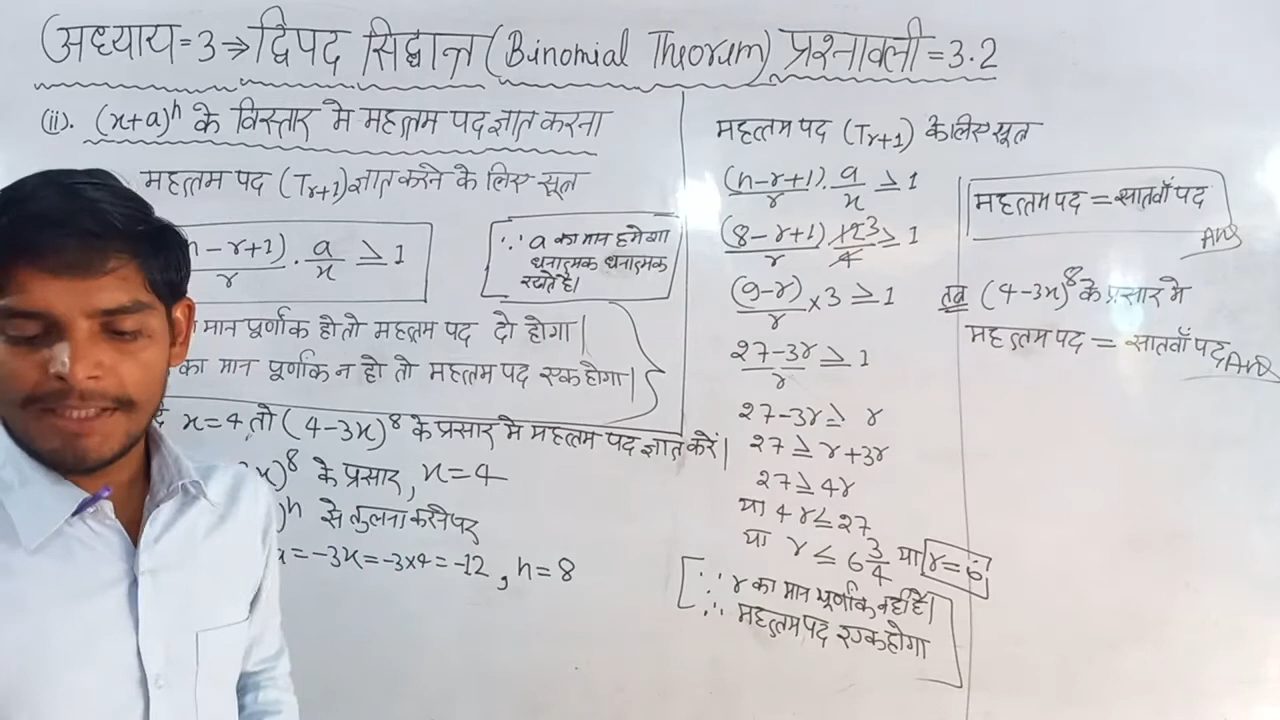 (अध्याय=3⇒द्विपद सिद्धान्त (Binomial Theorum) प्रश्नावली=3.2
(ii). (x+a)ⁿ के विस्तार मे महत्तम पद ज्ञात करना
महत्तम पद (Tr+1) ज्ञात करने के लिए सूत्र
n-r+1)/r . a/x ≥ 1
∵ a का मान हमेशा
धनात्मक धनात्मक
रखते है।
मान पूर्णांक हो तो महत्तम पद दो होगा।
का मान पूर्णांक न हो तो महत्तम पद एक होगा।
x=4, तो (4-3x)⁸ के प्रसार मे महत्तम पद ज्ञात करें।
x)⁸ के प्रसार, x=4
)ⁿ से तुलना करने पर
= -3x = -3×4 = -12, n=8
महत्तम पद (Tr+1) के लिए सूत्र
(n-r+1)/r . a/x ≥ 1
(8-r+1)/r +12 3/4 ≥ 1
(9-r)/r × 3 ≥ 1
27-3r/r ≥ 1
27-3r ≥ r
27 ≥ r+3r
27 ≥ 4r
या 4r ≤ 27
या r ≤ 6 3/4 या r=6
∵ r का मान पूर्णांक नहीं है।
∴ महत्तम पद एक होगा
महत्तम पद = सातवाँ पद
Ans
तब (4-3x)⁸ के प्रसार मे
महत्तम पद = सातवाँ पद Ans